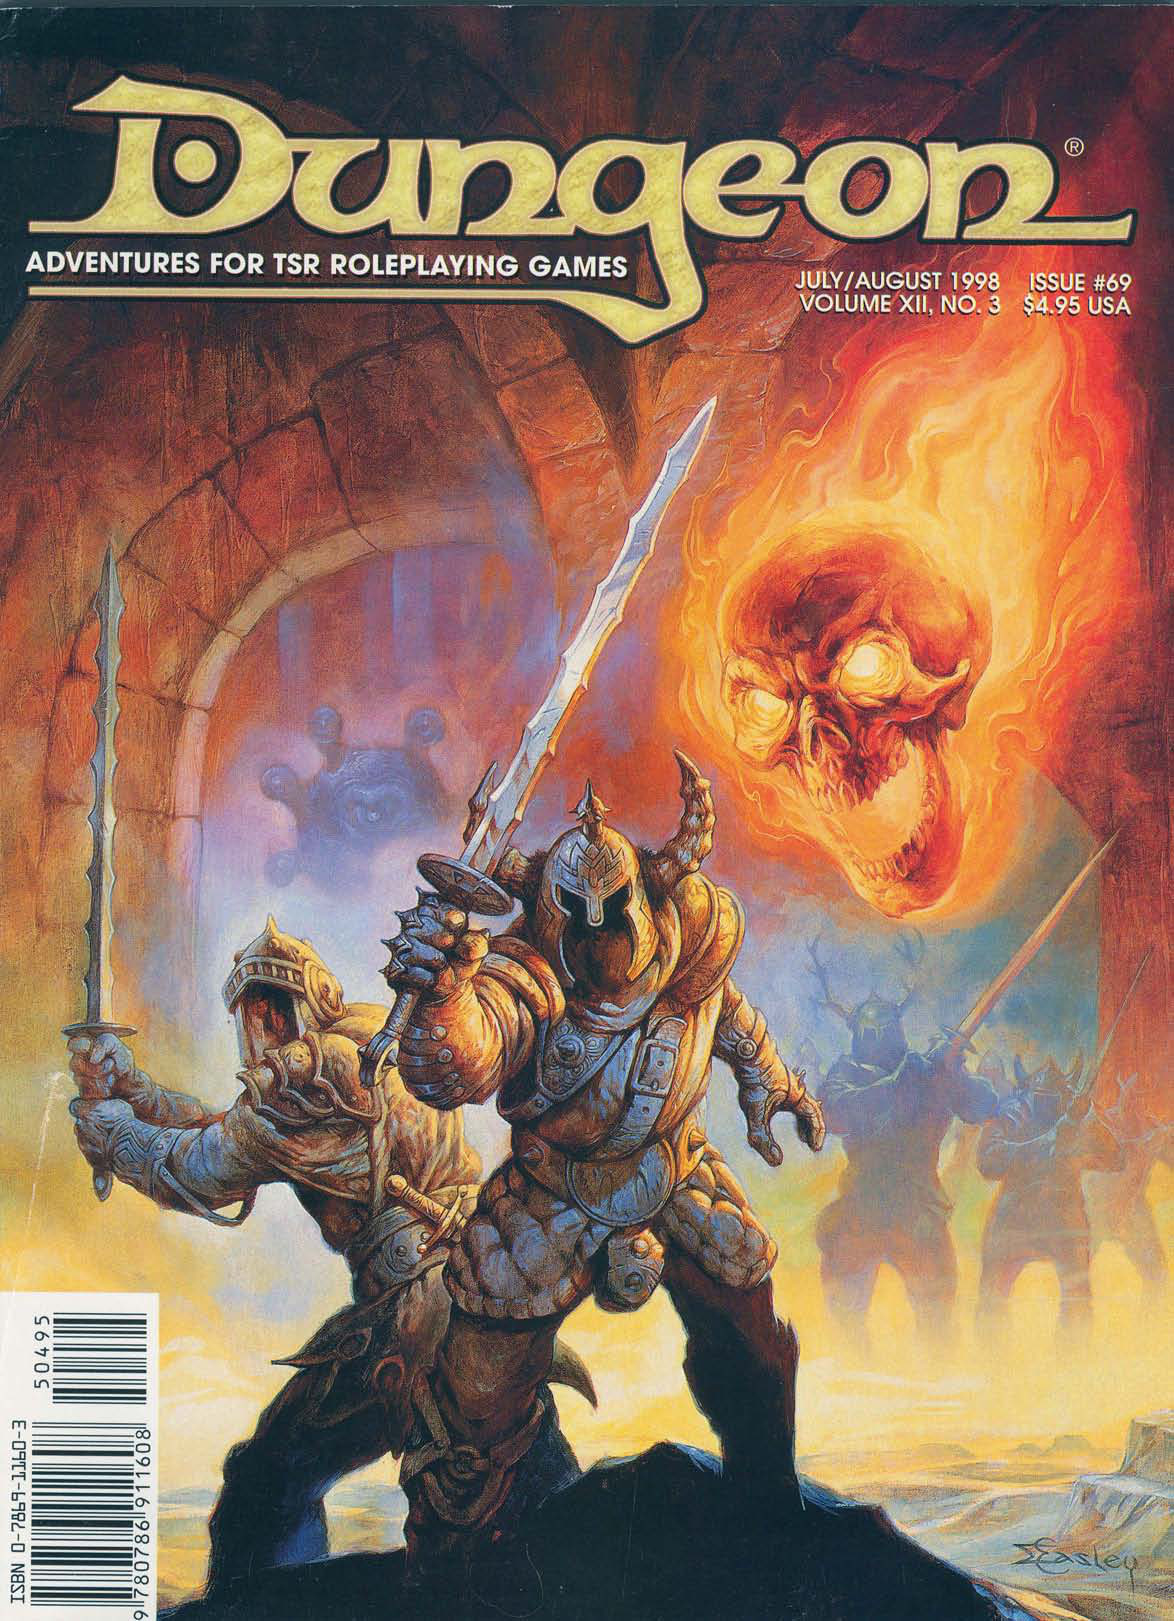 Dungeon®
ADVENTURES FOR TSR ROLEPLAYING GAMES
JULY/AUGUST 1998 ISSUE #69
VOLUME XII, NO. 3 $4.95 USA
50495
ISBN 0-7869-1160-3
9 780786 911608
Easley